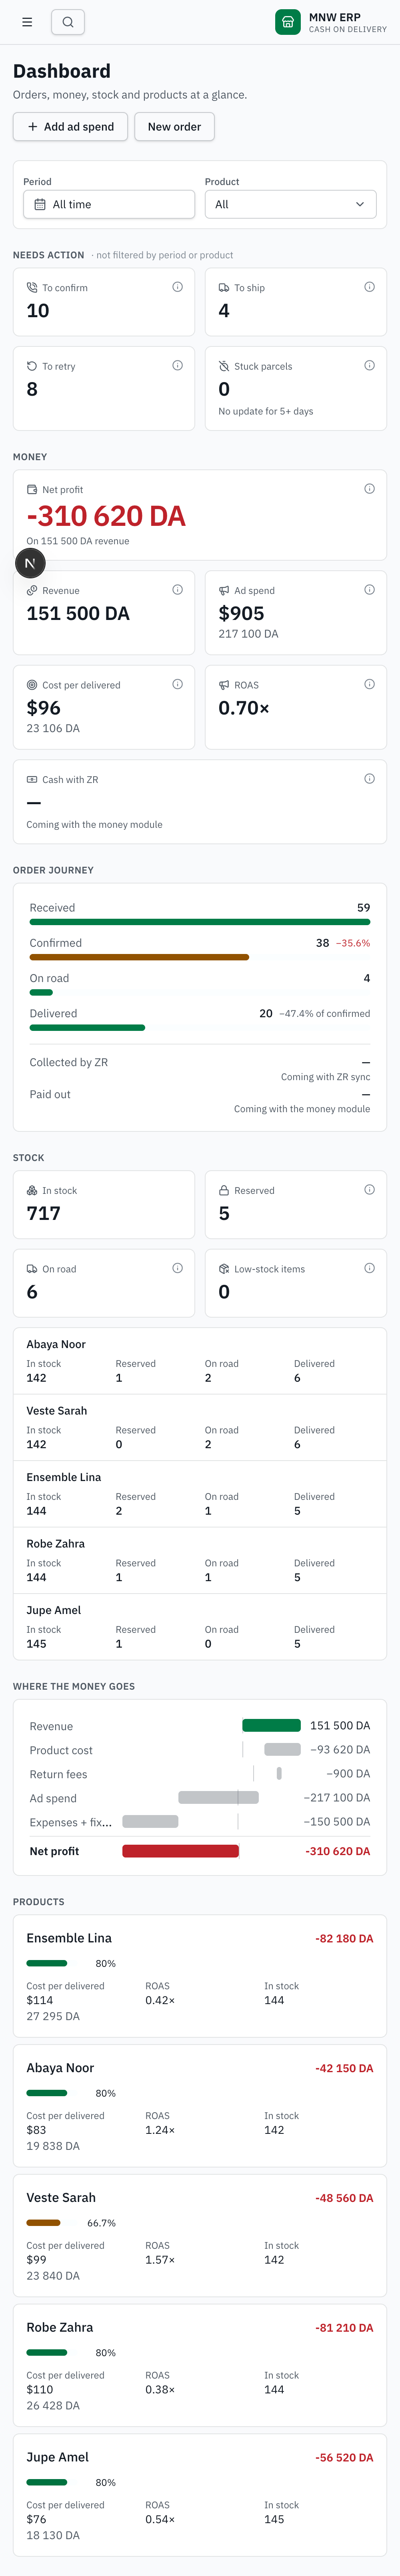 MNW ERP
CASH ON DELIVERY
Dashboard
Orders, money, stock and products at a glance.
+ Add ad spend
New order
Period
Product
All time
All
NEEDS ACTION · not filtered by period or product
To confirm
10
To ship
4
To retry
8
Stuck parcels
0
No update for 5+ days
MONEY
Net profit
-310 620 DA
On 151 500 DA revenue
N
Revenue
151 500 DA
Ad spend
$905
217 100 DA
Cost per delivered
$96
23 106 DA
ROAS
0.70×
Cash with ZR
—
Coming with the money module
ORDER JOURNEY
Received 59
Confirmed 38 −35.6%
On road 4
Delivered 20 −47.4% of confirmed
Collected by ZR —
Coming with ZR sync
Paid out —
Coming with the money module
STOCK
In stock
717
Reserved
5
On road
6
Low-stock items
0
Abaya Noor
In stock Reserved On road Delivered
142 1 2 6
Veste Sarah
In stock Reserved On road Delivered
142 0 2 6
Ensemble Lina
In stock Reserved On road Delivered
144 2 1 5
Robe Zahra
In stock Reserved On road Delivered
144 1 1 5
Jupe Amel
In stock Reserved On road Delivered
145 1 0 5
WHERE THE MONEY GOES
Revenue 151 500 DA
Product cost −93 620 DA
Return fees −900 DA
Ad spend −217 100 DA
Expenses + fix... −150 500 DA
Net profit -310 620 DA
PRODUCTS
Ensemble Lina -82 180 DA
80%
Cost per delivered ROAS In stock
$114 0.42× 144
27 295 DA
Abaya Noor -42 150 DA
80%
Cost per delivered ROAS In stock
$83 1.24× 142
19 838 DA
Veste Sarah -48 560 DA
66.7%
Cost per delivered ROAS In stock
$99 1.57× 142
23 840 DA
Robe Zahra -81 210 DA
80%
Cost per delivered ROAS In stock
$110 0.38× 144
26 428 DA
Jupe Amel -56 520 DA
80%
Cost per delivered ROAS In stock
$76 0.54× 145
18 130 DA